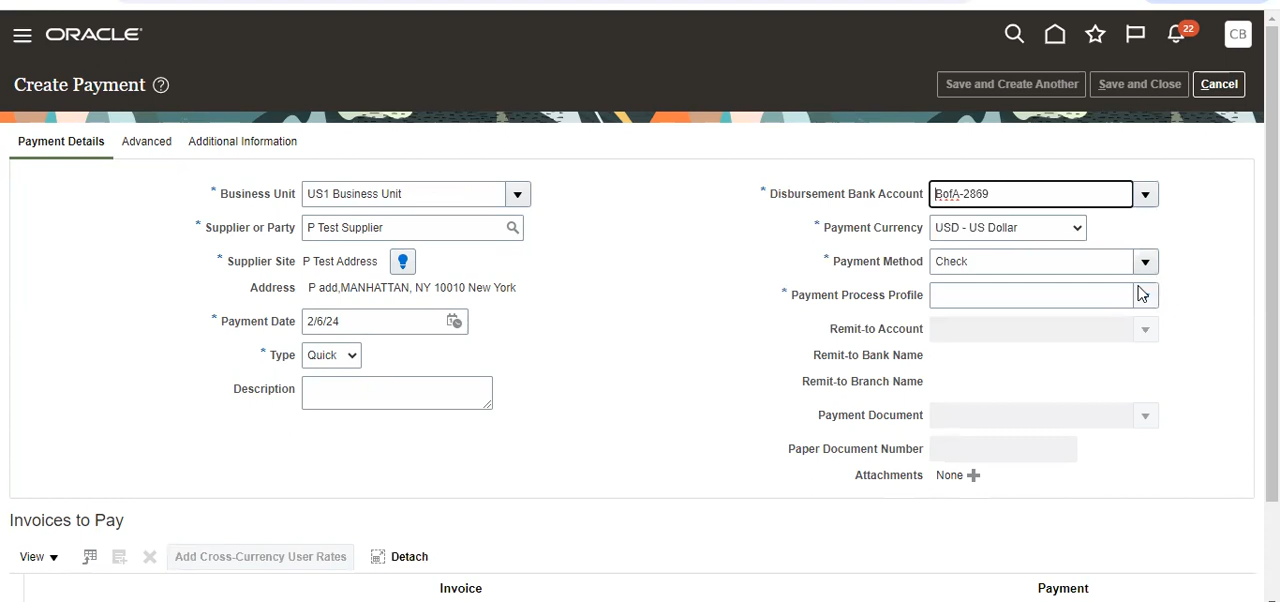 ORACLE
22
CB
Create Payment ?
Save and Create Another
Save and Close
Cancel
Payment Details
Advanced
Additional Information
* Business Unit US1 Business Unit
* Supplier or Party P Test Supplier
* Supplier Site P Test Address
Address P add,MANHATTAN, NY 10010 New York
* Payment Date 2/6/24
* Type Quick
Description
* Disbursement Bank Account BofA-2869
* Payment Currency USD - US Dollar
* Payment Method Check
* Payment Process Profile
Remit-to Account
Remit-to Bank Name
Remit-to Branch Name
Payment Document
Paper Document Number
Attachments None
Invoices to Pay
View
Add Cross-Currency User Rates
Detach
Invoice
Payment